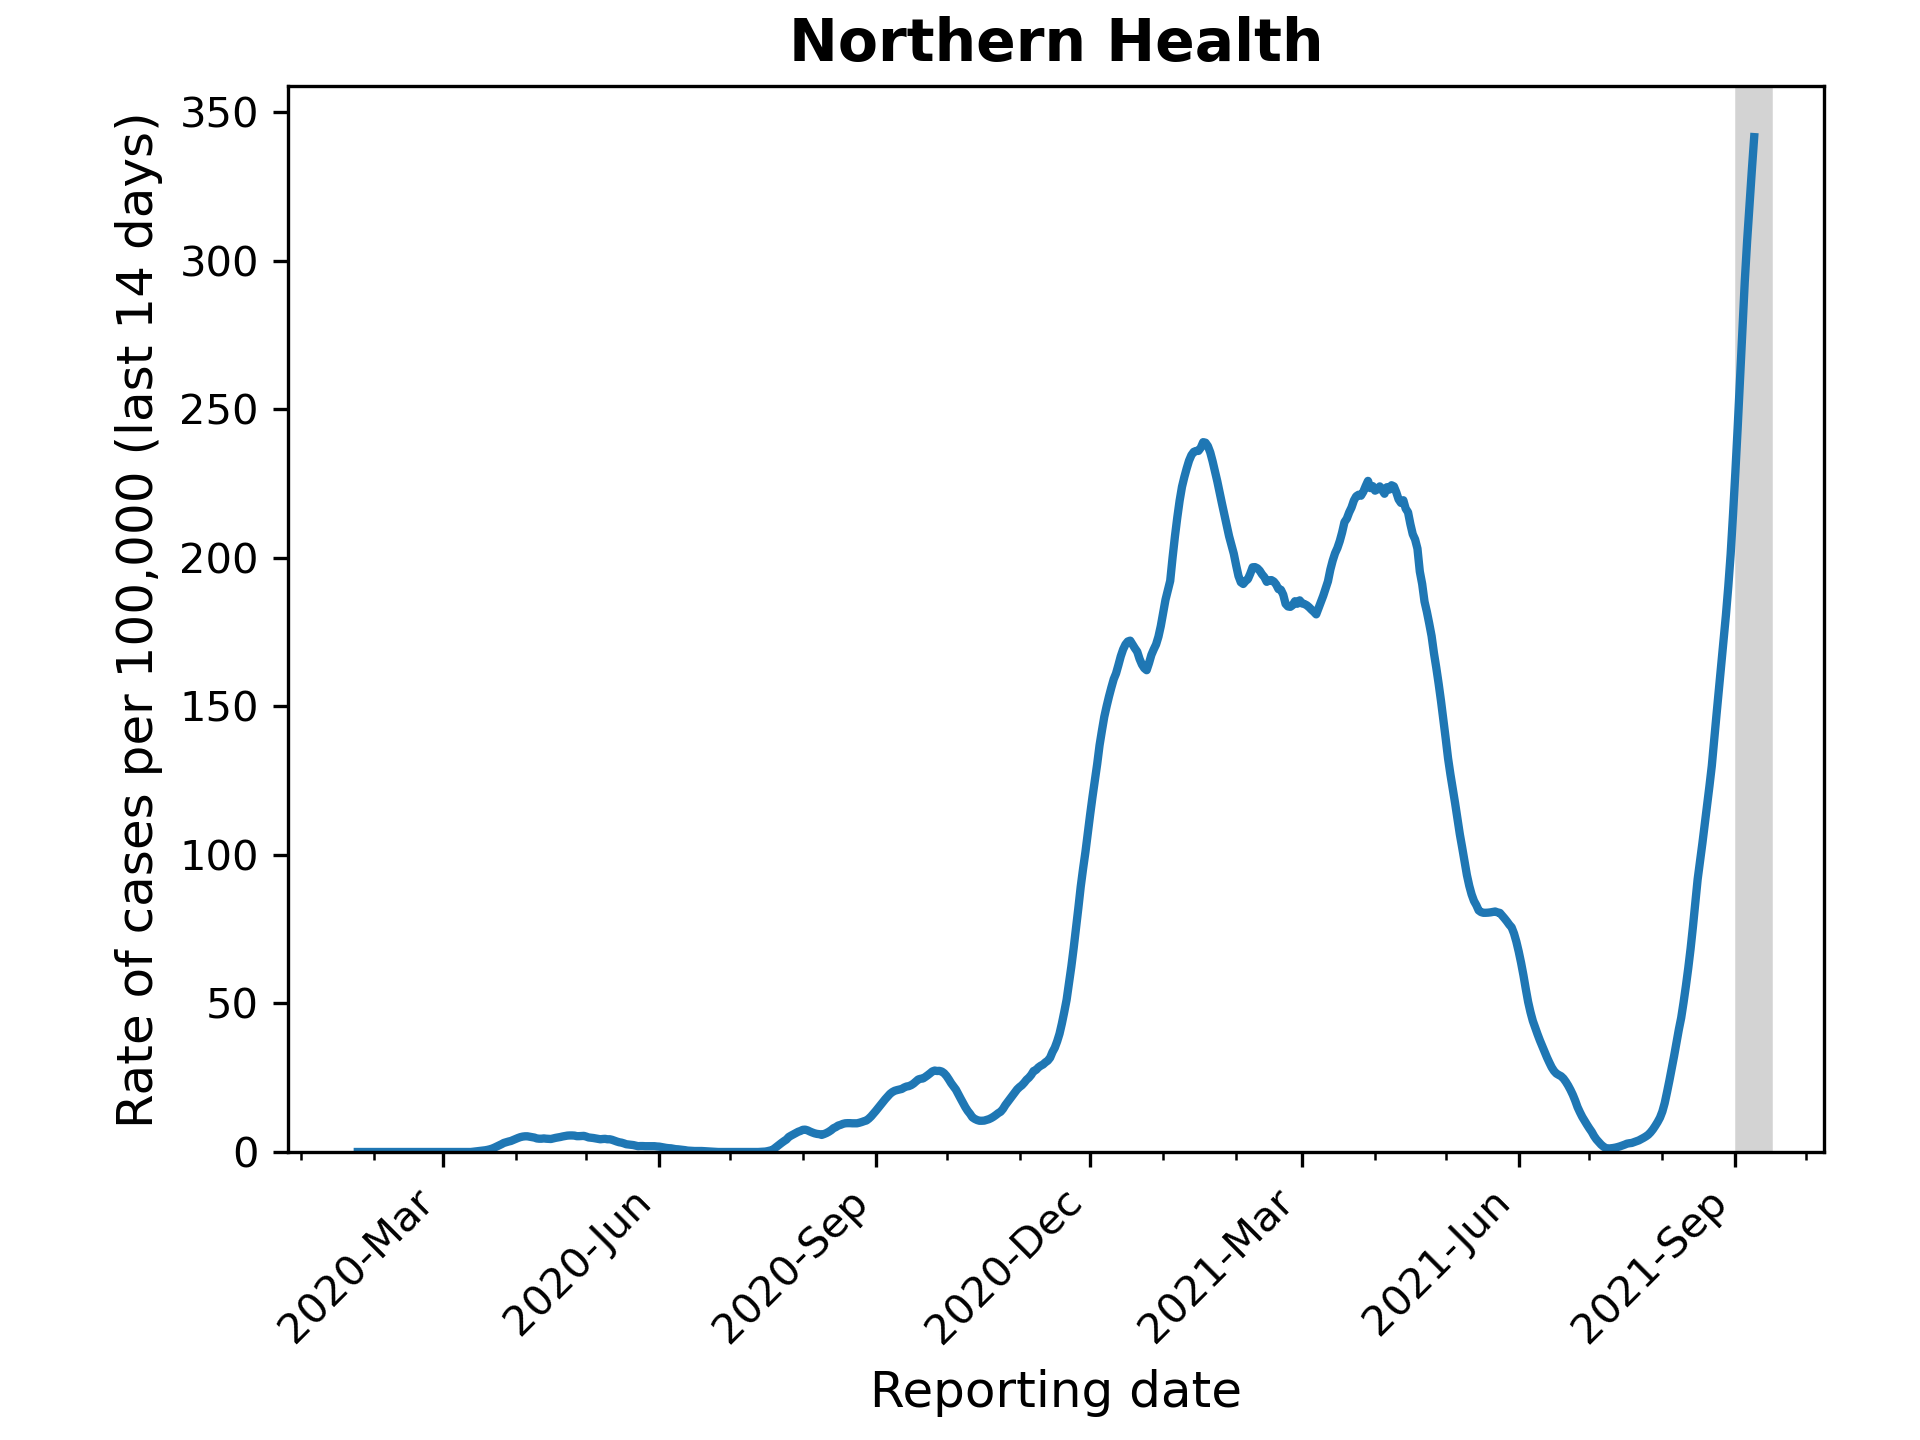 Northern Health
Rate of cases per 100,000 (last 14 days)
350
300
250
200
150
100
50
0
2020-Mar
2020-Jun
2020-Sep
2020-Dec
2021-Mar
2021-Jun
2021-Sep
Reporting date